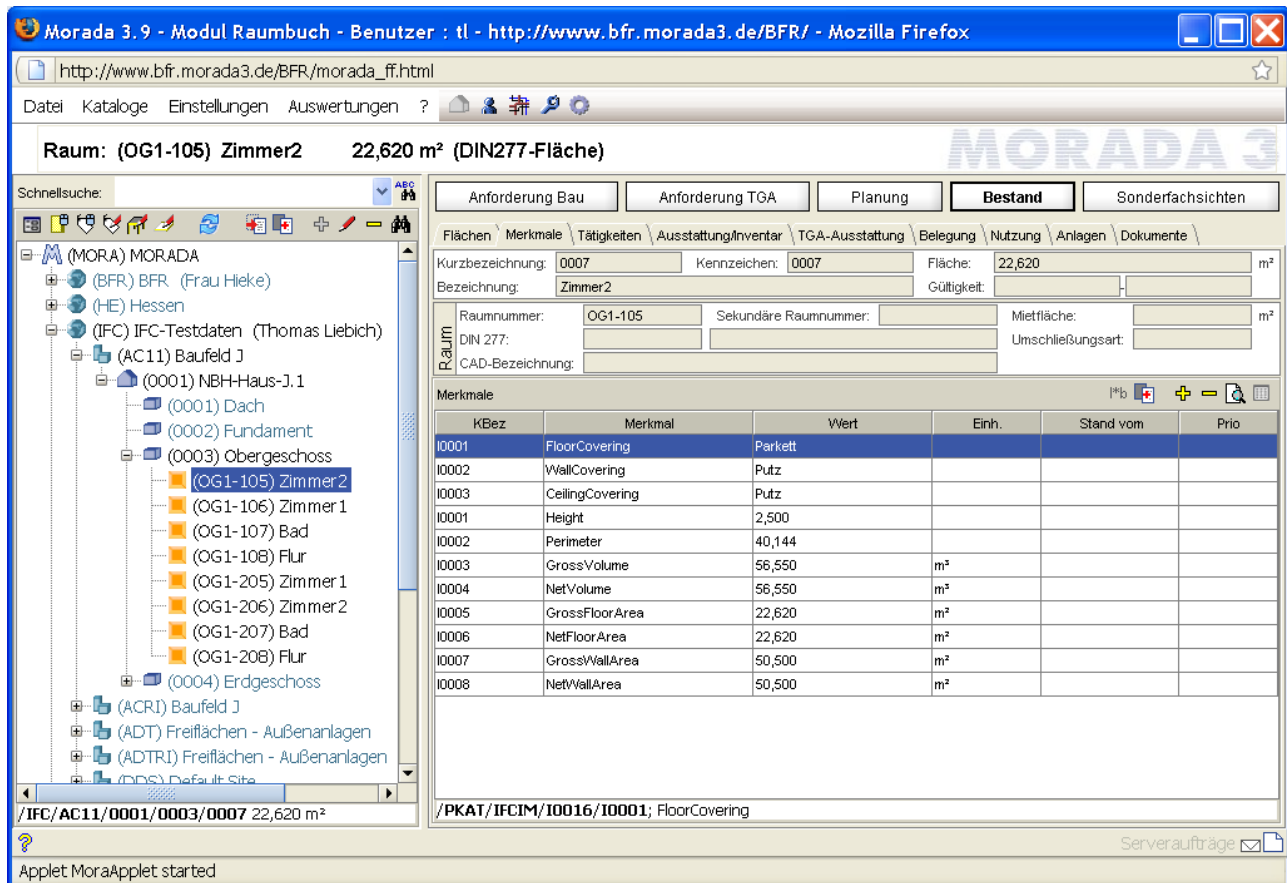 Morada 3.9 - Modul Raumbuch - Benutzer : tl - http://www.bfr.morada3.de/BFR/ - Mozilla Firefox
http://www.bfr.morada3.de/BFR/morada_ff.html
Datei Kataloge Einstellungen Auswertungen ?
Raum: (OG1-105) Zimmer2 22,620 m² (DIN277-Fläche)
MORADA 3
Schnellsuche:
ABC
(MORA) MORADA
(BFR) BFR (Frau Hieke)
(HE) Hessen
(IFC) IFC-Testdaten (Thomas Liebich)
(AC11) Baufeld J
(0001) NBH-Haus-J.1
(0001) Dach
(0002) Fundament
(0003) Obergeschoss
(OG1-105) Zimmer2
(OG1-106) Zimmer1
(OG1-107) Bad
(OG1-108) Flur
(OG1-205) Zimmer1
(OG1-206) Zimmer2
(OG1-207) Bad
(OG1-208) Flur
(0004) Erdgeschoss
(ACRI) Baufeld J
(ADT) Freiflächen - Außenanlagen
(ADTRI) Freiflächen - Außenanlagen
(DDS) Default Site
/IFC/AC11/0001/0003/0007 22,620 m²
Anforderung Bau Anforderung TGA Planung Bestand Sonderfachsichten
Flächen Merkmale Tätigkeiten Ausstattung/Inventar TGA-Ausstattung Belegung Nutzung Anlagen Dokumente
Kurzbezeichnung: 0007 Kennzeichen: 0007 Fläche: 22,620 m²
Bezeichnung: Zimmer2 Gültigkeit: -
Raum
Raumnummer: OG1-105 Sekundäre Raumnummer: Mietfläche: m²
DIN 277: Umschließungsart:
CAD-Bezeichnung:
Merkmale I*b
KBez Merkmal Wert Einh. Stand vom Prio
I0001 FloorCovering Parkett
I0002 WallCovering Putz
I0003 CeilingCovering Putz
I0001 Height 2,500
I0002 Perimeter 40,144
I0003 GrossVolume 56,550 m³
I0004 NetVolume 56,550 m³
I0005 GrossFloorArea 22,620 m²
I0006 NetFloorArea 22,620 m²
I0007 GrossWallArea 50,500 m²
I0008 NetWallArea 50,500 m²
/PKAT/IFCIM/I0016/I0001; FloorCovering
Serveraufträge
Applet MoraApplet started